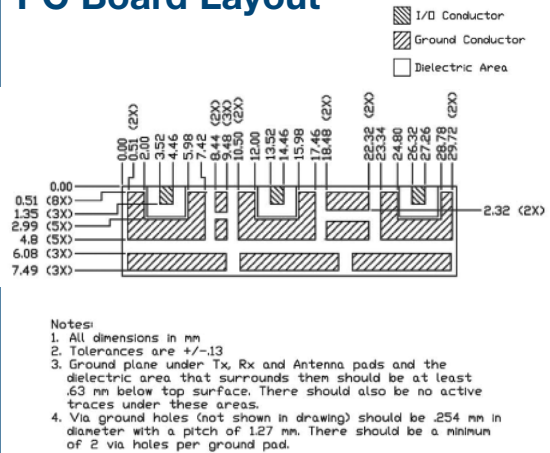 PC Board Layout
I/O Conductor
Ground Conductor
Dielectric Area
0.00
0.51 (2X)
2.00
3.52
4.46
5.98
7.42
8.44 (2X)
9.48 (3X)
10.50 (2X)
12.00
13.52
14.46
15.98
17.46
18.48 (2X)
22.32 (2X)
23.34
24.80
26.32
27.26
28.78
29.72 (2X)
0.00
0.51 (8X)
1.35 (3X)
2.99 (5X)
4.8 (5X)
6.08 (3X)
7.49 (3X)
2.32 (2X)
Notes:
1. All dimensions in mm
2. Tolerances are +/-.13
3. Ground plane under Tx, Rx and Antenna pads and the
dielectric area that surrounds them should be at least
.63 mm below top surface. There should also be no active
traces under these areas.
4. Via ground holes (not shown in drawing) should be .254 mm in
diameter with a pitch of 1.27 mm. There should be a minimum
of 2 via holes per ground pad.